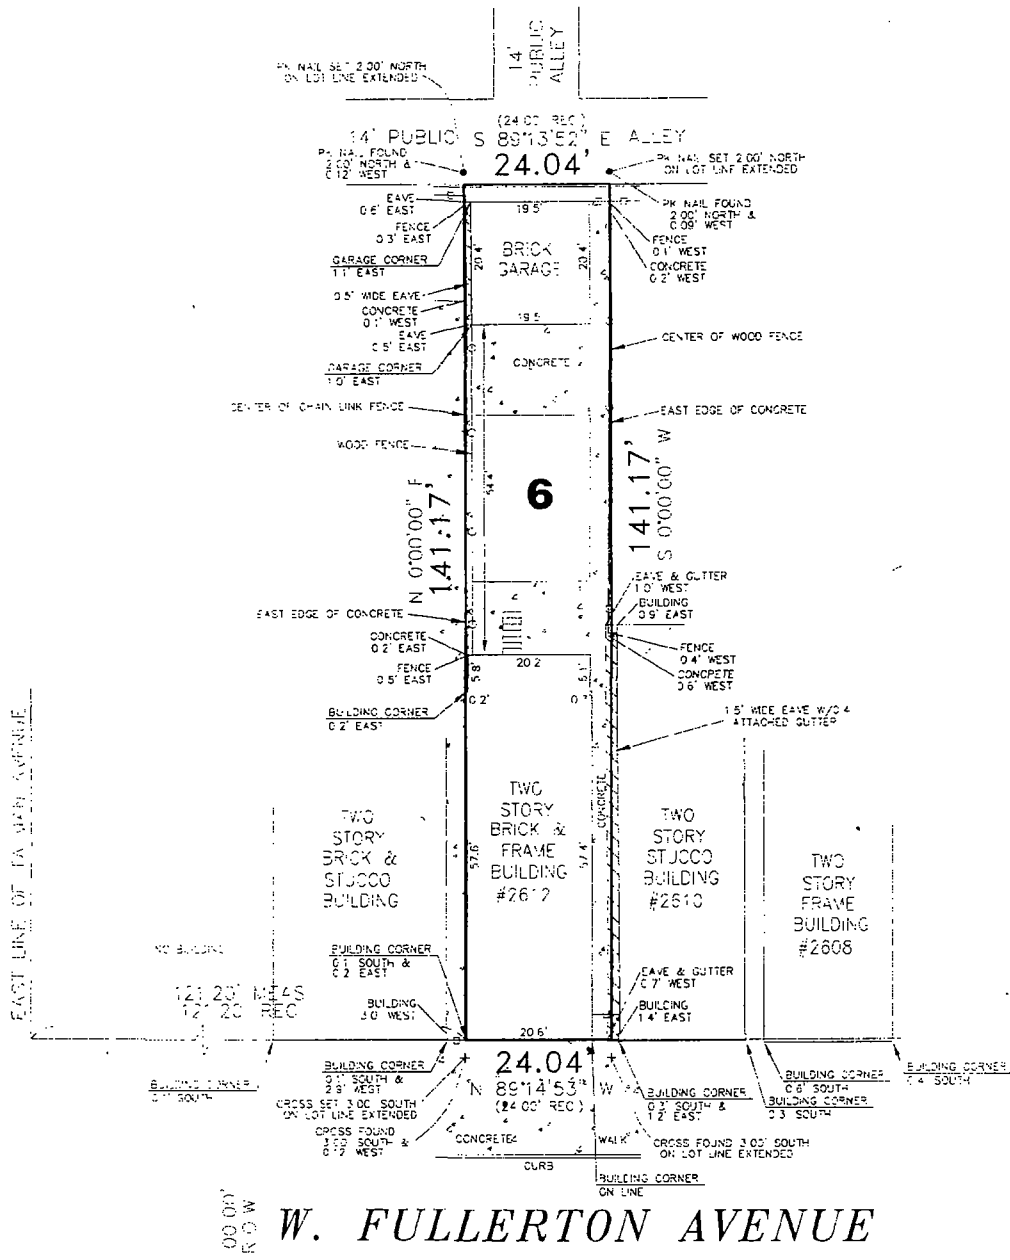 14' PUBLIC ALLEY
PK NAIL SET 2.00' NORTH
ON LOT LINE EXTENDED
(24.00 REC)
14' PUBLIC S 89°13'52" E ALLEY
24.04'
PK NAIL FOUND
2.00' NORTH &
0.12' WEST
PK NAIL SET 2.00' NORTH
ON LOT LINE EXTENDED
PK NAIL FOUND
2.00' NORTH &
0.09' WEST
EAVE
0.6' EAST
19.5'
FENCE
0.3' EAST
FENCE
0.1' WEST
BRICK
GARAGE
20.4'
20.4'
GARAGE CORNER
1.1' EAST
CONCRETE
0.2' WEST
0.5' WIDE EAVE
CONCRETE
0.1' WEST
19.5'
EAVE
0.5' EAST
CENTER OF WOOD FENCE
GARAGE CORNER
1.0' EAST
CONCRETE
CENTER OF CHAIN LINK FENCE
EAST EDGE OF CONCRETE
WOOD FENCE
54.4'
6
N 0°00'00" E
141.17'
141.17'
S 0°00'00" W
EAVE & GUTTER
1.0' WEST
BUILDING
0.9' EAST
EAST EDGE OF CONCRETE
CONCRETE
0.2' EAST
FENCE
0.5' EAST
20.2
FENCE
0.4' WEST
CONCRETE
0.6' WEST
5.8'
5.1'
0.2'
BUILDING CORNER
0.2' EAST
1.5' WIDE EAVE W/0.4
ATTACHED GUTTER
EAST LINE OF
AVENUE
TWO
STORY
BRICK &
STUCCO
BUILDING
TWO
STORY
BRICK &
FRAME
BUILDING
#2612
57.6'
57.4'
CONCRETE
TWO
STORY
STUCCO
BUILDING
#2610
TWO
STORY
FRAME
BUILDING
#2608
NO BUILDING
BUILDING CORNER
0.1 SOUTH &
0.2 EAST
121.20' MEAS
121.20 REC
BUILDING
3.0' WEST
EAVE & GUTTER
0.7' WEST
BUILDING
1.4' EAST
20.6'
24.04'
N 89°14'53" W
(24.00' REC)
BUILDING CORNER
0.1' SOUTH
BUILDING CORNER
0.1' SOUTH &
2.9' WEST
CROSS SET 3.00' SOUTH
ON LOT LINE EXTENDED
CROSS FOUND
3.00' SOUTH &
0.12' WEST
BUILDING CORNER
0.3' SOUTH &
1.2' EAST
BUILDING CORNER
0.6' SOUTH
BUILDING CORNER
0.3 SOUTH
BUILDING CORNER
0.4' SOUTH
CONCRETE
WALK
CROSS FOUND 3.00' SOUTH
ON LOT LINE EXTENDED
CURB
BUILDING CORNER
ON LINE
00.00'
R O W
W. FULLERTON AVENUE